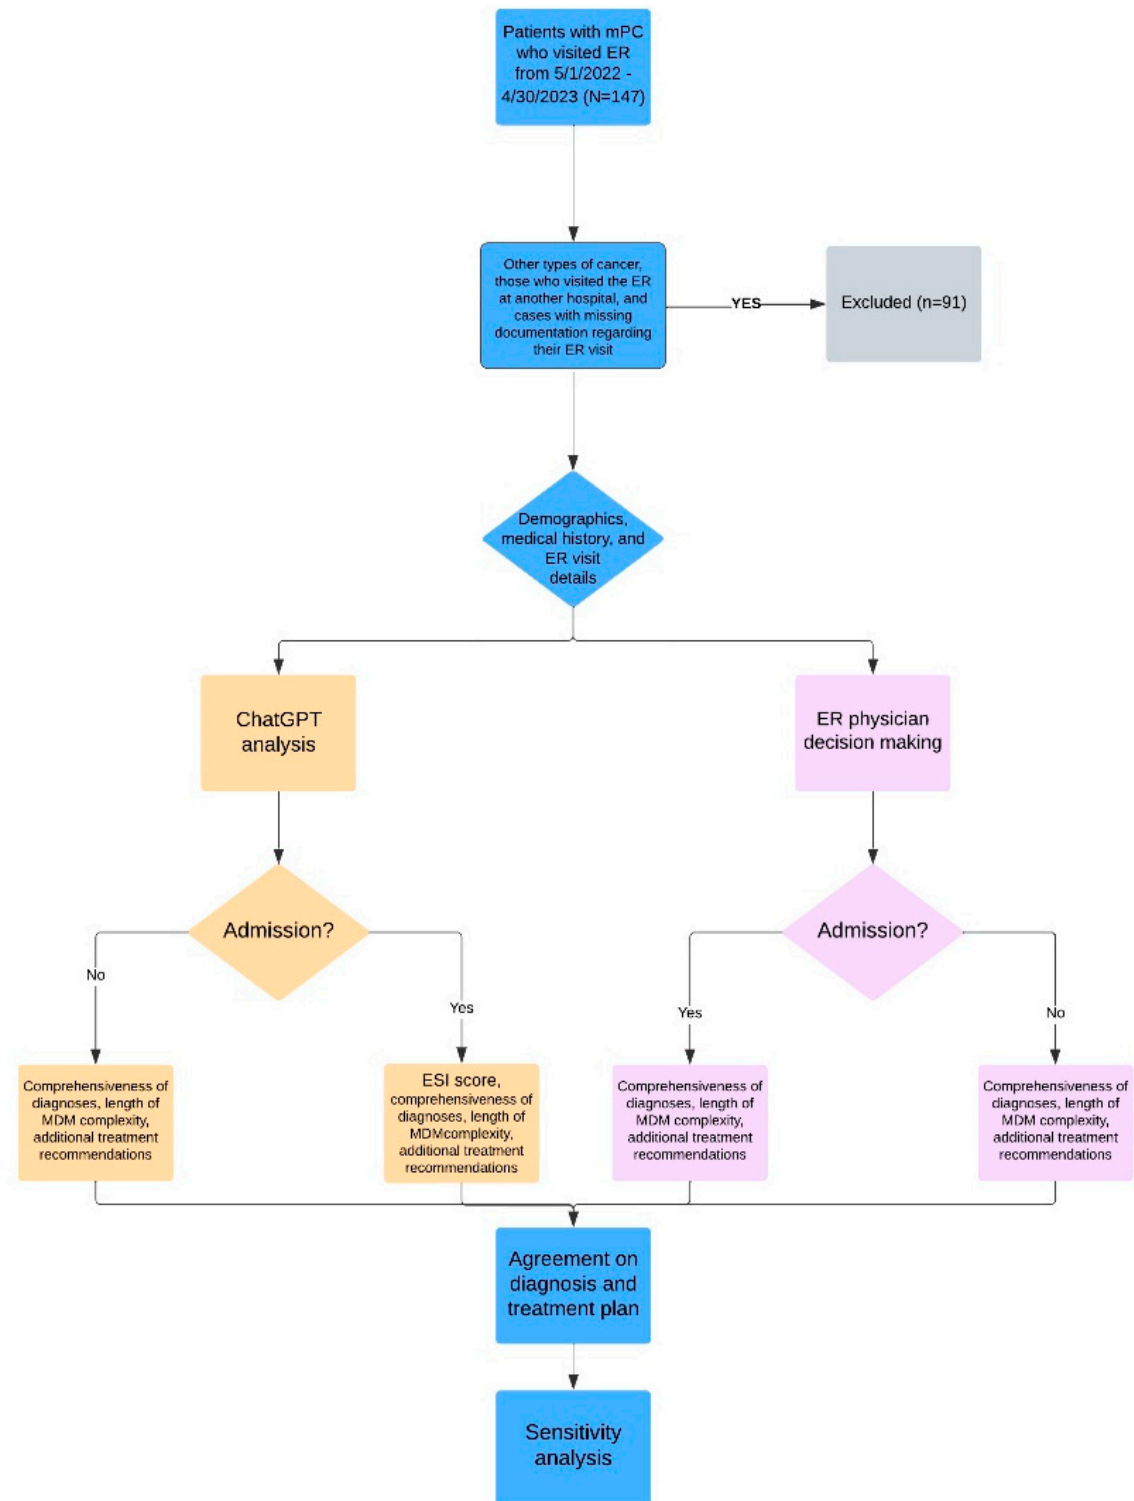 Patients with mPC
who visited ER
from 5/1/2022 -
4/30/2023 (N=147)
Other types of cancer,
those who visited the ER
at another hospital, and
cases with missing
documentation regarding
their ER visit
YES
Excluded (n=91)
Demographics,
medical history, and
ER visit
details
ChatGPT
analysis
ER physician
decision making
Admission?
Admission?
No
Yes
Yes
No
Comprehensiveness of
diagnoses, length of
MDM complexity,
additional treatment
recommendations
ESI score,
comprehensiveness of
diagnoses, length of
MDMcomplexity,
additional treatment
recommendations
Comprehensiveness of
diagnoses, length of
MDM complexity,
additional treatment
recommendations
Comprehensiveness of
diagnoses, length of
MDM complexity,
additional treatment
recommendations
Agreement on
diagnosis and
treatment plan
Sensitivity
analysis